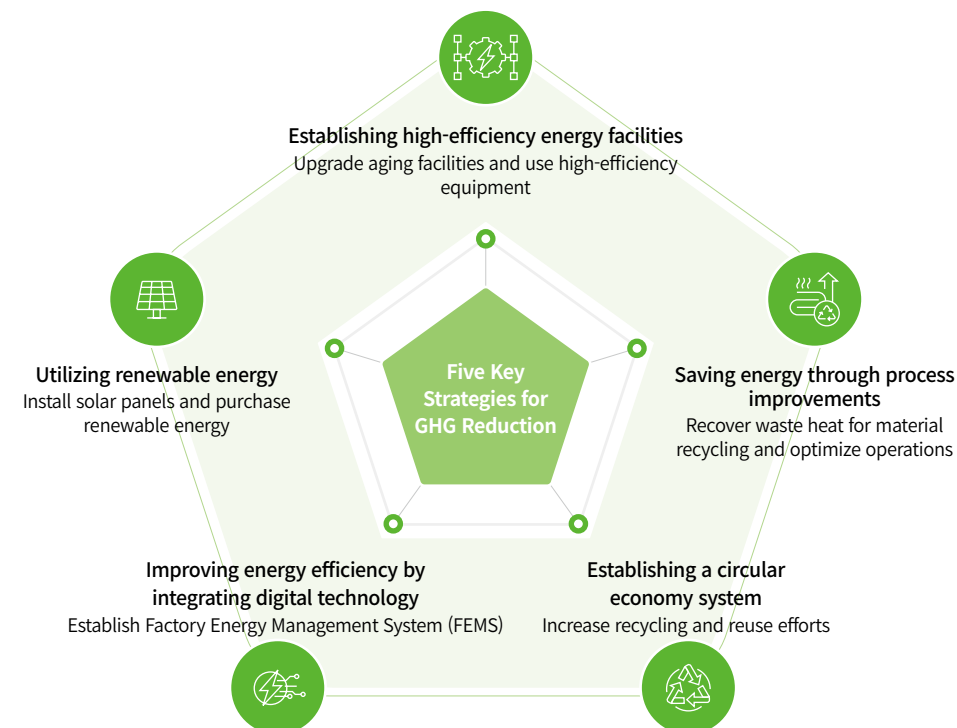 Establishing high-efficiency energy facilities
Upgrade aging facilities and use high-efficiency
equipment
Five Key
Strategies for
GHG Reduction
Utilizing renewable energy
Install solar panels and purchase
renewable energy
Saving energy through process
improvements
Recover waste heat for material
recycling and optimize operations
Improving energy efficiency by
integrating digital technology
Establish Factory Energy Management System (FEMS)
Establishing a circular
economy system
Increase recycling and reuse efforts